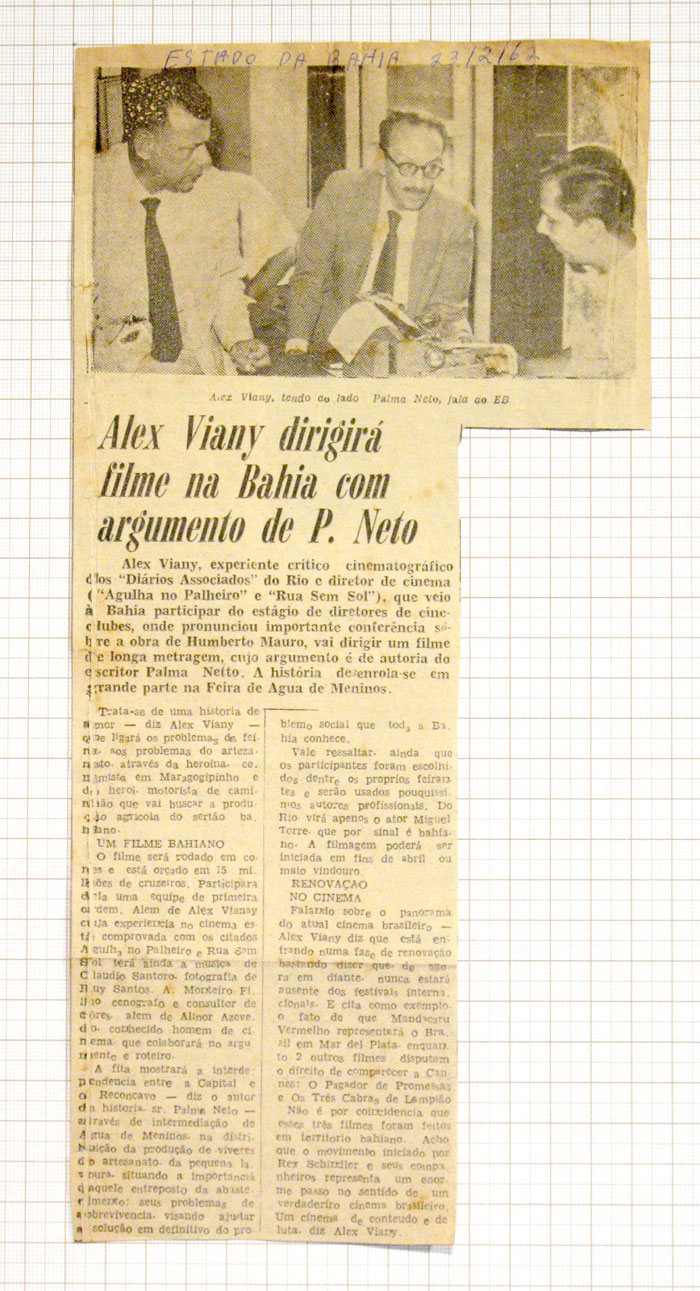 ESTADO DA BAHIA 22/2/62
Alex Viany, tendo ao lado Palma Neto, fala ao EB
Alex Viany dirigirá
filme na Bahia com
argumento de P. Neto
Alex Viany, experiente crítico cinematográfico
dos "Diários Associados" do Rio e diretor de cinema
("Agulha no Palheiro" e "Rua Sem Sol"), que veio
à Bahia participar do estágio de diretores de cine-
clubes, onde pronunciou importante conferência sô-
bre a obra de Humberto Mauro, vai dirigir um filme
de longa metragem, cujo argumento é de autoria do
escritor Palma Netto. A história desenrola-se em
grande parte na Feira de Agua de Meninos.
Trata-se de uma historia de
amor — diz Alex Viany —
que ligará os problemas da fei-
ra, aos problemas do arteza-
nato, através da heroína, ce-
ramista em Maragogipinho e
do heroi, motorista de cami-
nhão que vai buscar a produ-
ção agricola do sertão ba-
hiano.
UM FILME BAHIANO
O filme será rodado em co-
res e está orçado em 15 mi-
lhões de cruzeiros. Participara
dela uma equipe de primeira
ordem. Alem de Alex Vianay
cuja experiencia no cinema es-
tá comprovada com os citados
Agulha no Palheiro e Rua Sem
Sol terá ainda a musica de
Claudio Santoro, fotografia de
Ruy Santos. A. Monteiro Fi-
lho cenografo e consultor de
côres, alem de Alinor Azeve-
do, conhecido homem de ci-
nema, que colaborará no argu-
mento e roteiro.
A fita mostrará a interde-
pendencia entre a Capital e
o Reconcavo — diz o autor
da historia, sr. Palma Neto —
através de intermediação de
Agua de Meninos, na distri-
buição da produção de viveres
do artesanato, da pequena la-
voura, situando a importanciá
daquele entreposto da abaste-
cimento; seus problemas de
sobrevivencia, visando ajudar
a solução em definitivo do pro-
blemo social que toda a Ba-
hia conhece.
Vale ressaltar, ainda que
os participantes foram escolhi-
dos dentre os proprios feiran-
tes e serão usados pouquissi-
mos autores profissionais. Do
Rio virá apenos o ator Miguel
Torre, que por sinal é bahia-
no. A filmagem poderá ser
iniciada em fins de abril ou
maio vindouro.
RENOVAÇAO
NO CINEMA
Falando sobre o panorama
do atual cinema brasileiro —
Alex Viany diz que está en-
trando numa fase de renovação
bastando dizer que, de ago-
ra em diante, nunca estará
ausente dos festivais interna-
cionais. E cita como exemplo,
o fato de que Mandacaru
Vermelho representará o Bra-
zil em Mar del Plata, enquan-
to 2 outros filmes disputam
o direito de comparecer a Can-
nes: O Pagador de Promessas
e Os Três Cabras de Lampião
Não é por coincidencia que
esses três filmes foram feitos
em territorio bahiano. Acho
que o movimento iniciado por
Rex Schindler e seus compa-
nheiros representa um enor-
me passo no sentido de um
verdadeiro cinema brasileiro.
Um cinema de conteudo e de
luta, diz Alex Viany.